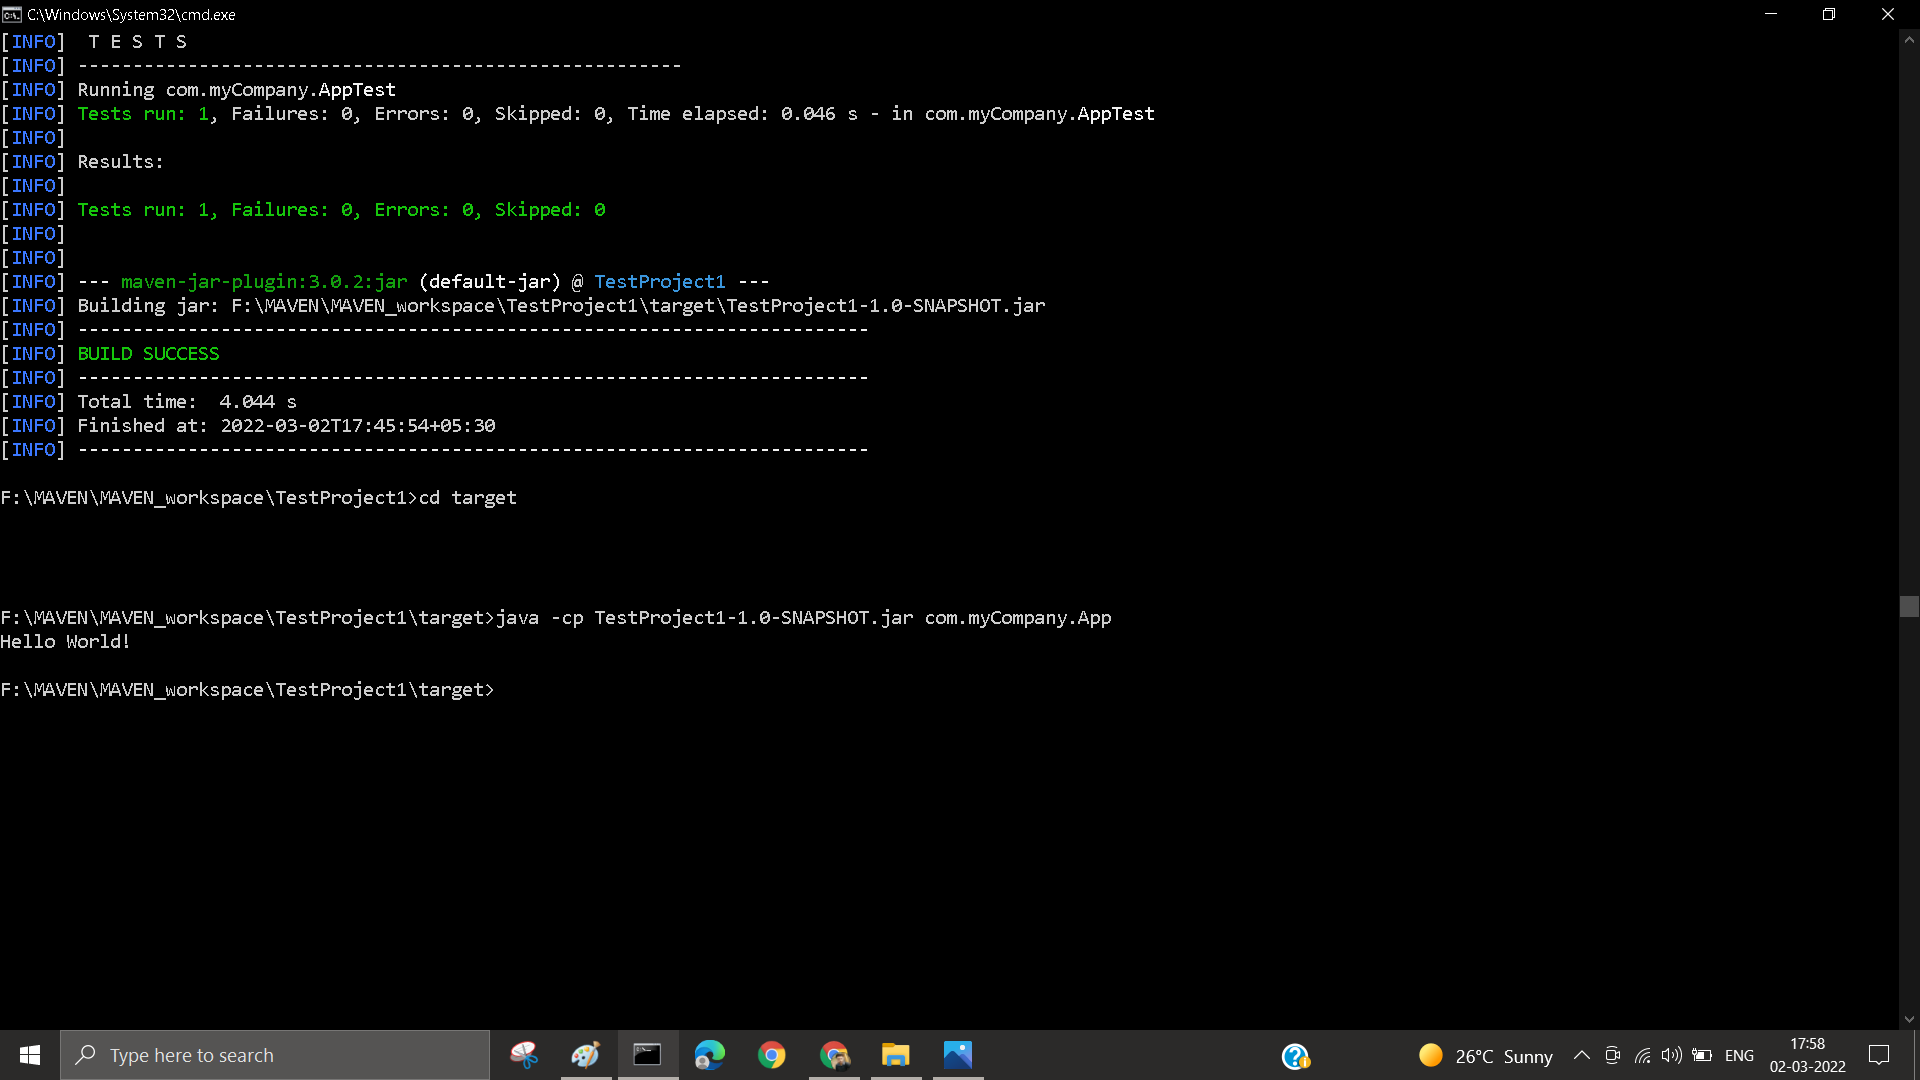 C:\Windows\System32\cmd.exe
[INFO]  T E S T S
[INFO] -------------------------------------------------------
[INFO] Running com.myCompany.AppTest
[INFO] Tests run: 1, Failures: 0, Errors: 0, Skipped: 0, Time elapsed: 0.046 s - in com.myCompany.AppTest
[INFO]
[INFO] Results:
[INFO]
[INFO] Tests run: 1, Failures: 0, Errors: 0, Skipped: 0
[INFO]
[INFO]
[INFO] --- maven-jar-plugin:3.0.2:jar (default-jar) @ TestProject1 ---
[INFO] Building jar: F:\MAVEN\MAVEN_workspace\TestProject1\target\TestProject1-1.0-SNAPSHOT.jar
[INFO] ------------------------------------------------------------------------
[INFO] BUILD SUCCESS
[INFO] ------------------------------------------------------------------------
[INFO] Total time:  4.044 s
[INFO] Finished at: 2022-03-02T17:45:54+05:30
[INFO] ------------------------------------------------------------------------
F:\MAVEN\MAVEN_workspace\TestProject1>cd target
F:\MAVEN\MAVEN_workspace\TestProject1\target>java -cp TestProject1-1.0-SNAPSHOT.jar com.myCompany.App
Hello World!
F:\MAVEN\MAVEN_workspace\TestProject1\target>
Type here to search
26°C Sunny
ENG
17:58
02-03-2022